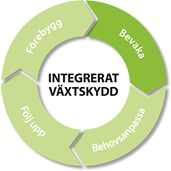 Förebygg
Bevaka
INTEGRERAT
VÄXTSKYDD
Följ upp
Behovsanpassa